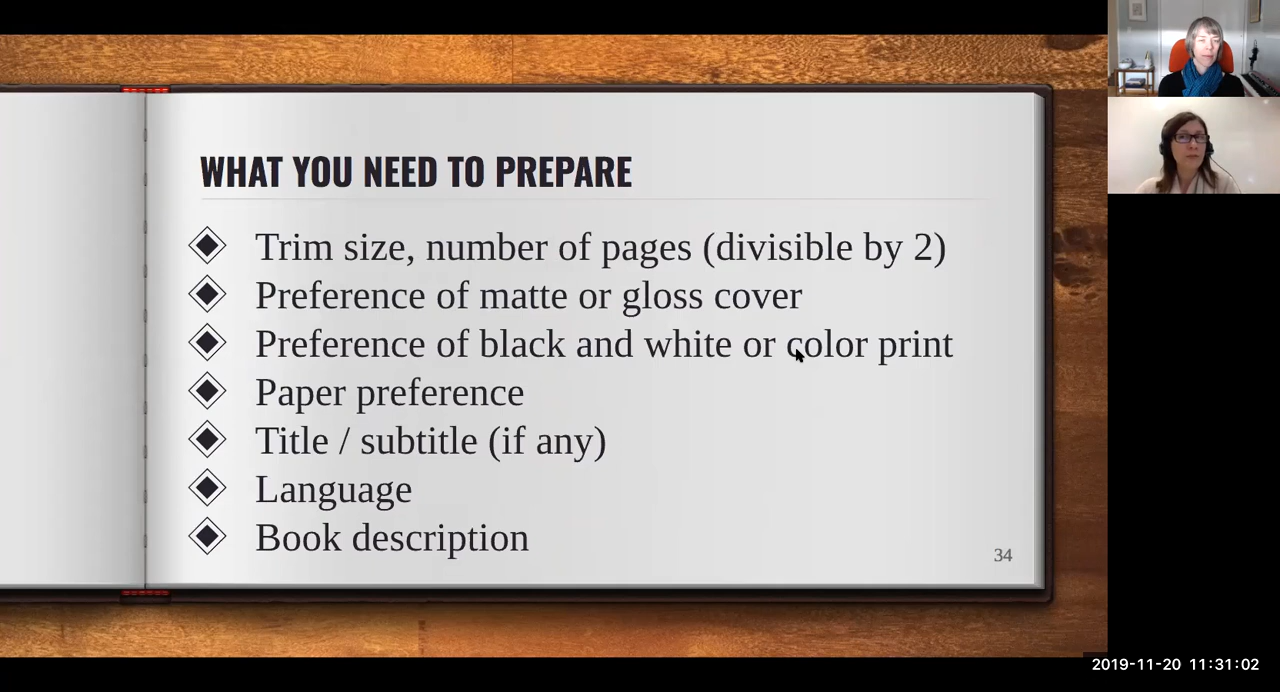 WHAT YOU NEED TO PREPARE
Trim size, number of pages (divisible by 2)
Preference of matte or gloss cover
Preference of black and white or color print
Paper preference
Title / subtitle (if any)
Language
Book description
34
2019-11-20 11:31:02